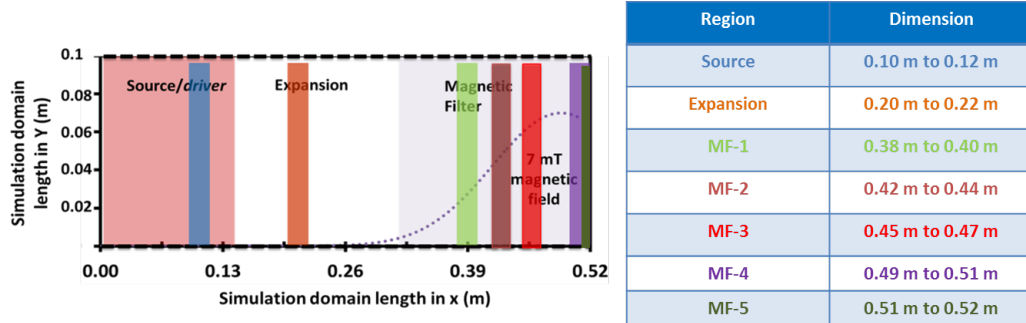 0.1
0.08
0.06
0.04
0.02
Simulation domain
length in Y (m)
Source/driver
Expansion
Magnetic
Filter
7 mT
magnetic
field
0.00
0.13
0.26
0.39
0.52
Simulation domain length in x (m)
Region Dimension
Source 0.10 m to 0.12 m
Expansion 0.20 m to 0.22 m
MF-1 0.38 m to 0.40 m
MF-2 0.42 m to 0.44 m
MF-3 0.45 m to 0.47 m
MF-4 0.49 m to 0.51 m
MF-5 0.51 m to 0.52 m